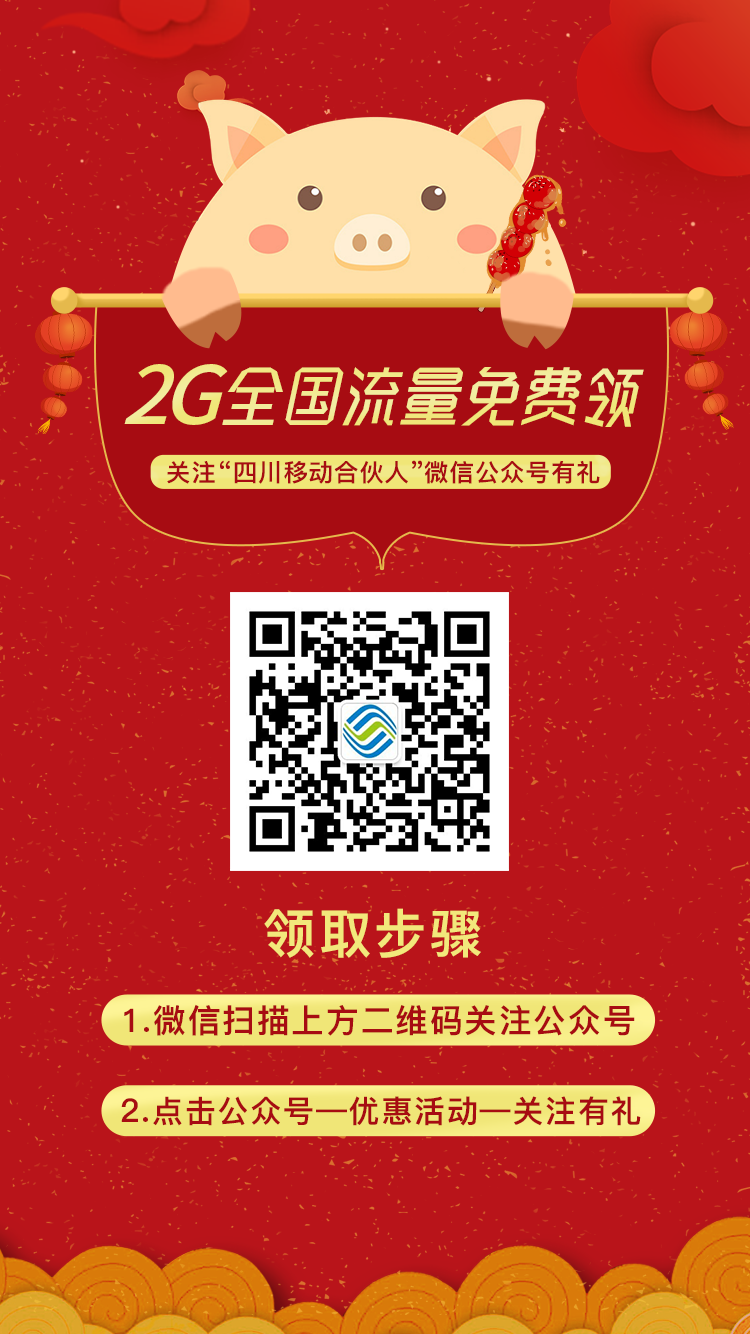 2G全国流量免费领
关注“四川移动合伙人”微信公众号有礼
领取步骤
1.微信扫描上方二维码关注公众号
2.点击公众号—优惠活动—关注有礼